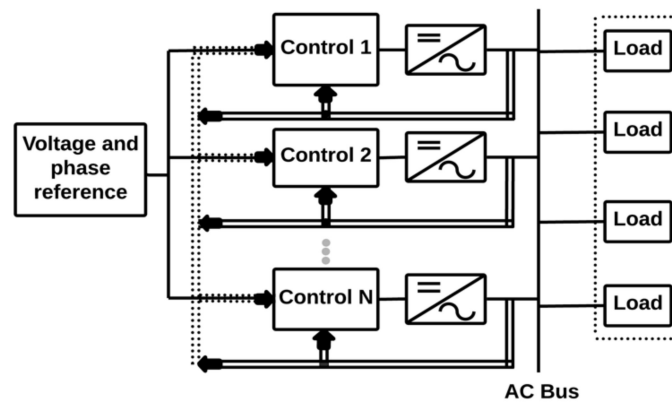 Control 1
Load
Voltage and
phase
reference
Control 2
Load
Load
Control N
Load
AC Bus